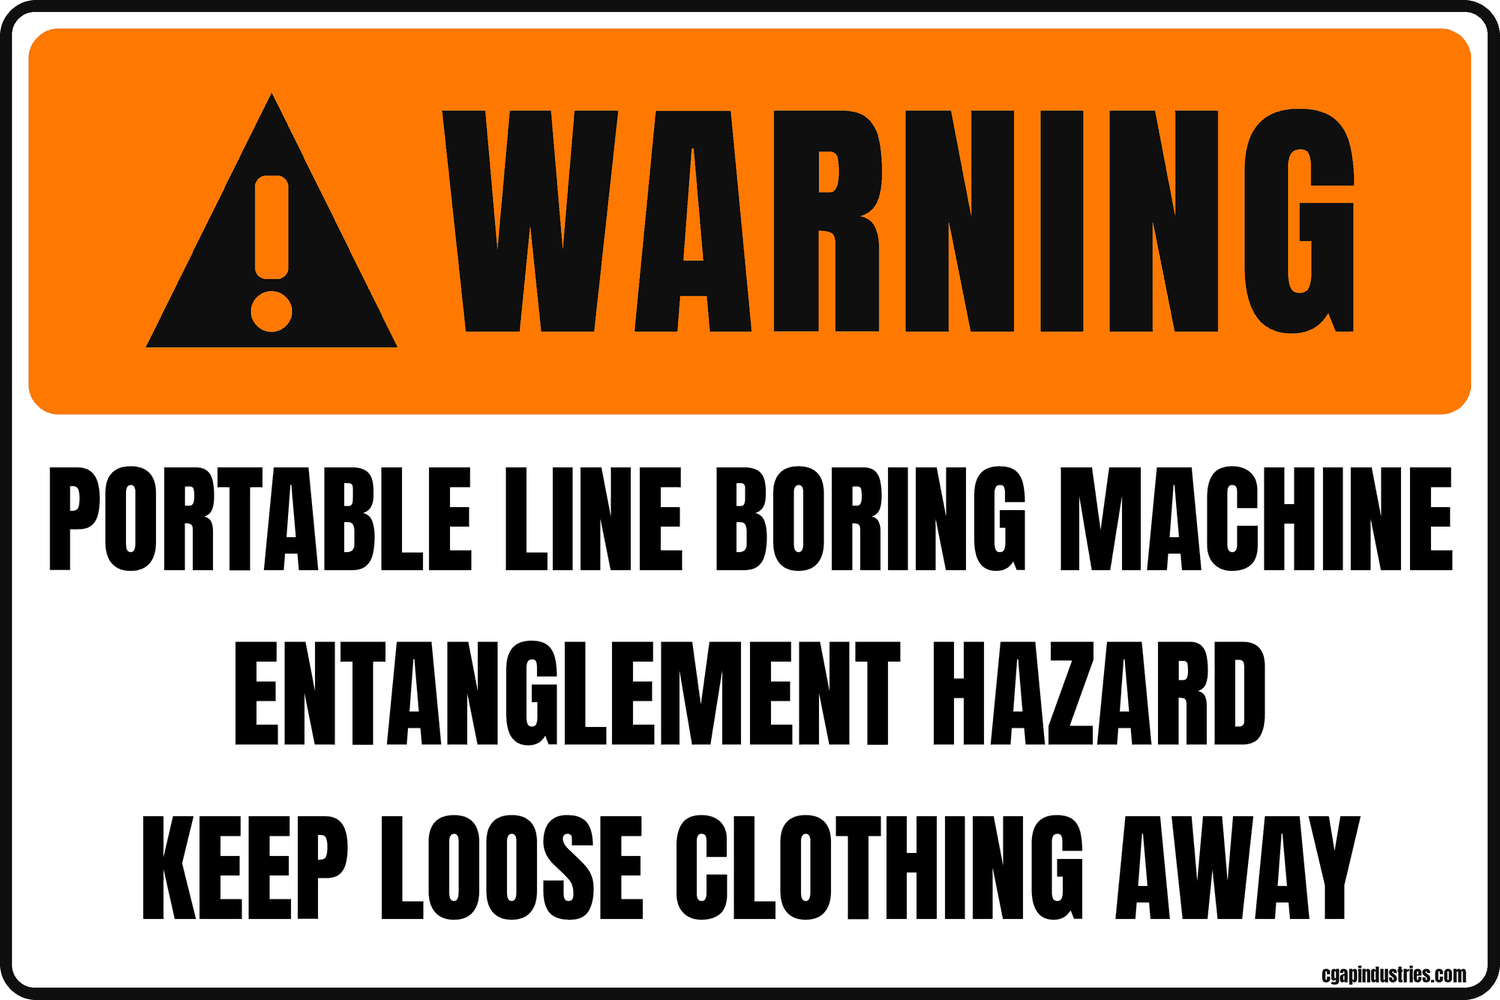 WARNING
PORTABLE LINE BORING MACHINE
ENTANGLEMENT HAZARD
KEEP LOOSE CLOTHING AWAY
cgapindustries.com